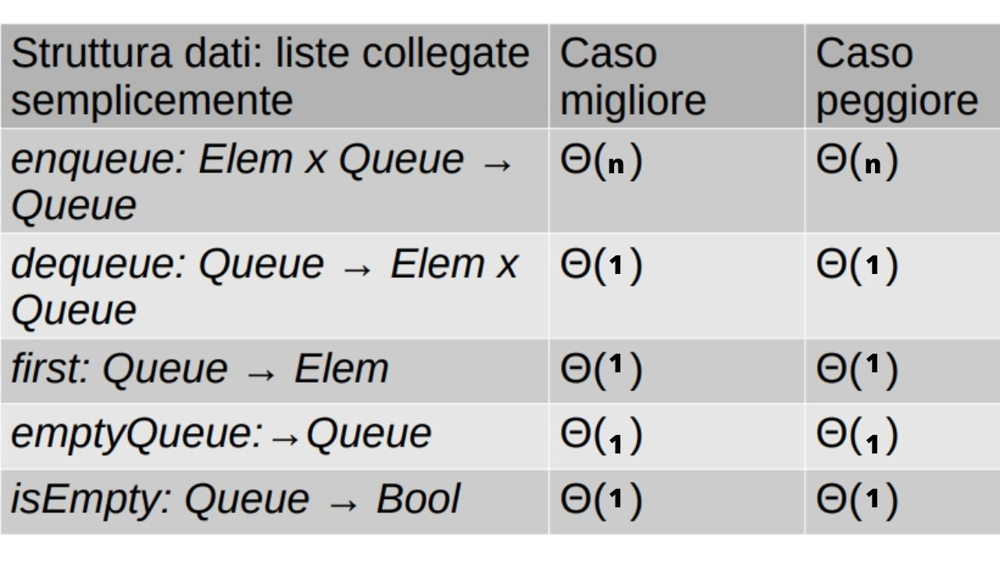 Struttura dati: liste collegate
semplicemente
Caso
migliore
Caso
peggiore
enqueue: Elem x Queue →
Queue
Θ(n)
Θ(n)
dequeue: Queue → Elem x
Queue
Θ(1)
Θ(1)
first: Queue → Elem
Θ(1)
Θ(1)
emptyQueue:→Queue
Θ(1)
Θ(1)
isEmpty: Queue → Bool
Θ(1)
Θ(1)